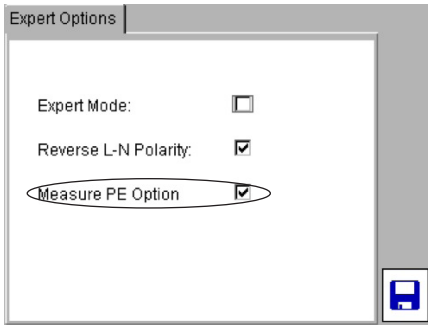 Expert Options
Expert Mode:
Reverse L-N Polarity:
Measure PE Option